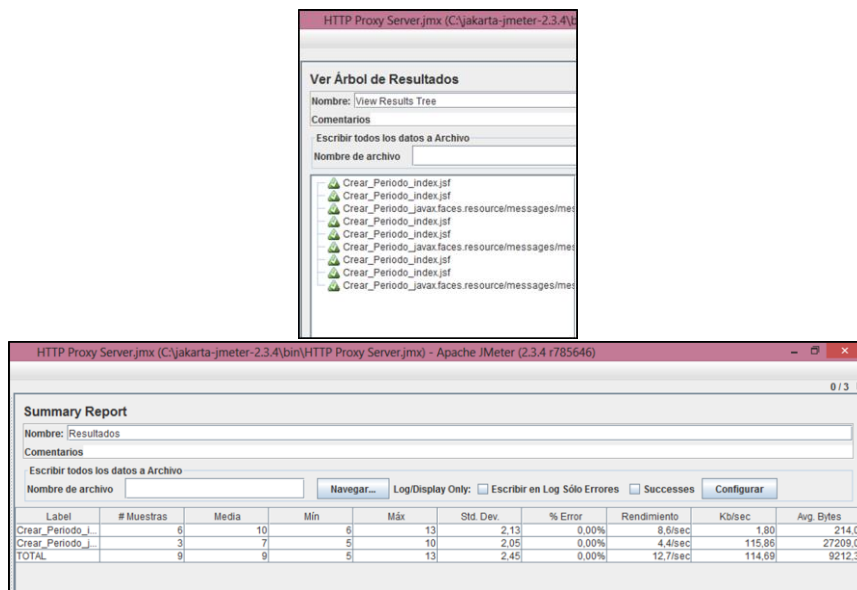 HTTP Proxy Server.jmx (C:\jakarta-jmeter-2.3.4\b
Ver Árbol de Resultados
Nombre: View Results Tree
Comentarios
Escribir todos los datos a Archivo
Nombre de archivo
Crear_Periodo_index.jsf
Crear_Periodo_index.jsf
Crear_Periodo_javax.faces.resource/messages/mes
Crear_Periodo_index.jsf
Crear_Periodo_index.jsf
Crear_Periodo_javax.faces.resource/messages/mes
Crear_Periodo_index.jsf
Crear_Periodo_index.jsf
Crear_Periodo_javax.faces.resource/messages/mes
HTTP Proxy Server.jmx (C:\jakarta-jmeter-2.3.4\bin\HTTP Proxy Server.jmx) - Apache JMeter (2.3.4 r785646)
0 / 3
Summary Report
Nombre: Resultados
Comentarios
Escribir todos los datos a Archivo
Nombre de archivo Navegar... Log/Display Only: Escribir en Log Sólo Errores Successes Configurar
Label # Muestras Media Mín Máx Std. Dev. % Error Rendimiento Kb/sec Avg. Bytes
Crear_Periodo_i... 6 10 6 13 2,13 0,00% 8,6/sec 1,80 214,0
Crear_Periodo_j... 3 7 5 10 2,05 0,00% 4,4/sec 115,86 27209,0
TOTAL 9 9 5 13 2,45 0,00% 12,7/sec 114,69 9212,3